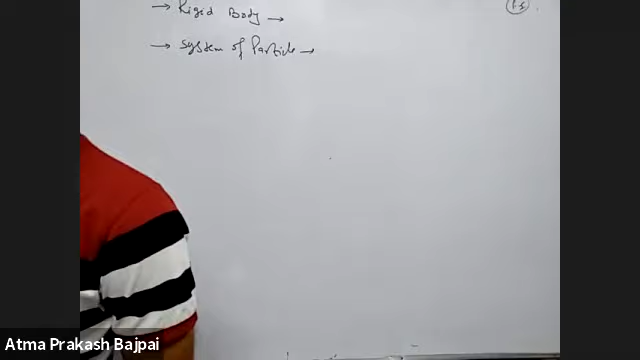 → Rigid Body →
→ System of Particle →
Atma Prakash Bajpai